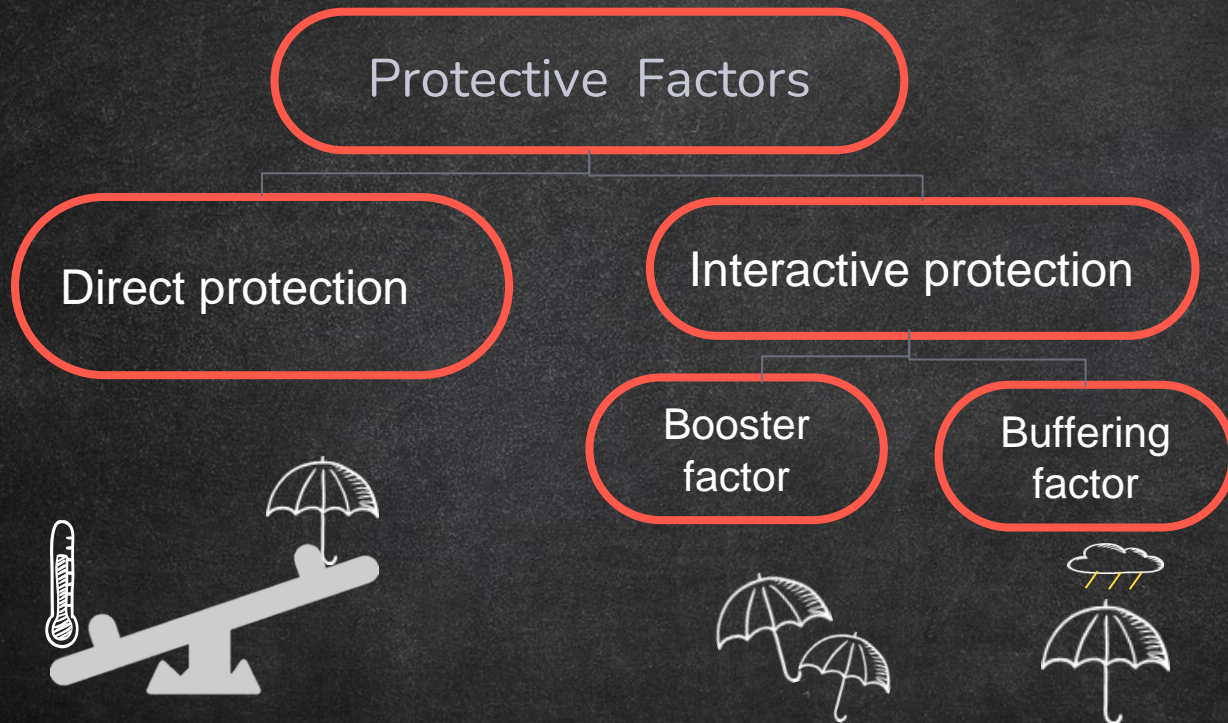 Protective Factors
Direct protection
Interactive protection
Booster
factor
Buffering
factor